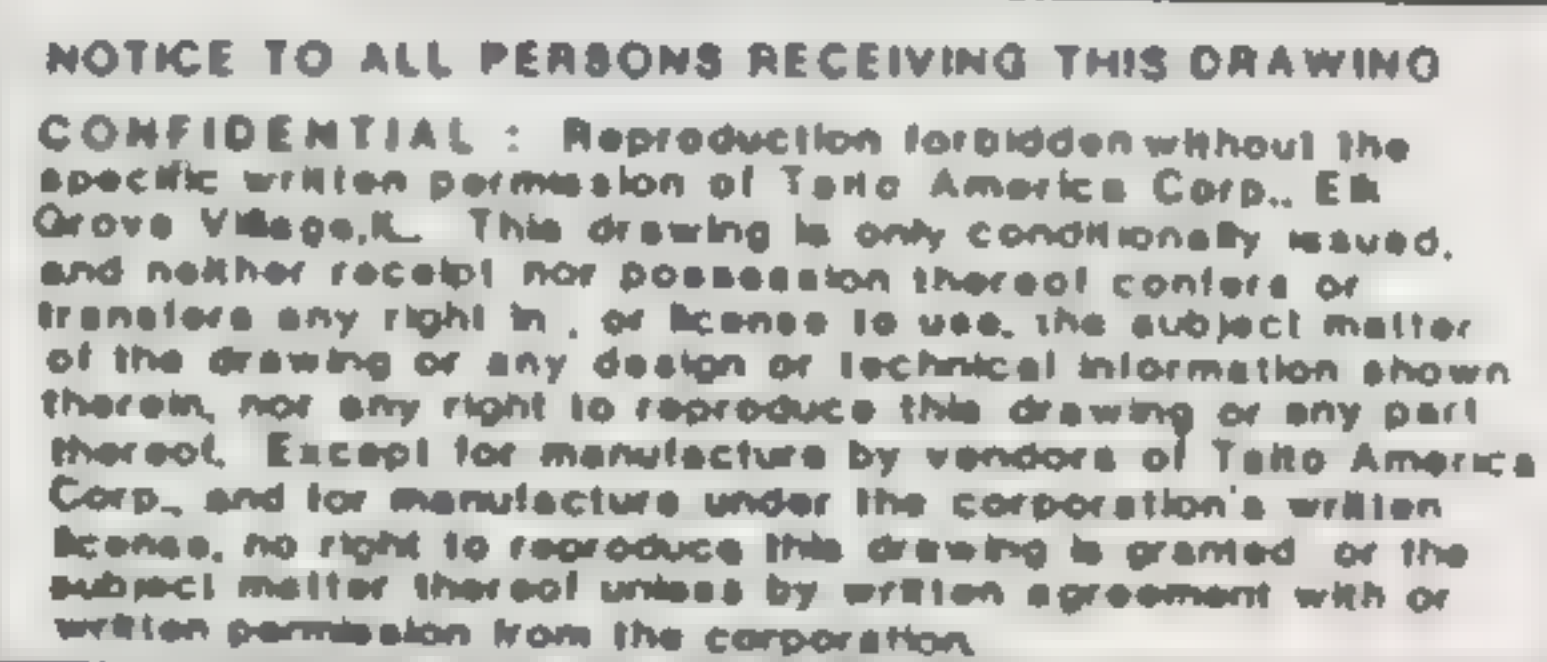 NOTICE TO ALL PERSONS RECEIVING THIS DRAWING
CONFIDENTIAL : Reproduction forbidden without the
specific written permission of Taito America Corp., Elk
Grove Village, IL. This drawing is only conditionally issued,
and neither receipt nor possession thereof confers or
transfers any right in , or license to use, the subject matter
of the drawing or any design or technical information shown
therein, nor any right to reproduce this drawing or any part
thereof. Except for manufacture by vendors of Taito America
Corp., and for manufacture under the corporation's written
license, no right to reproduce this drawing is granted or the
subject matter thereof unless by written agreement with or
written permission from the corporation.